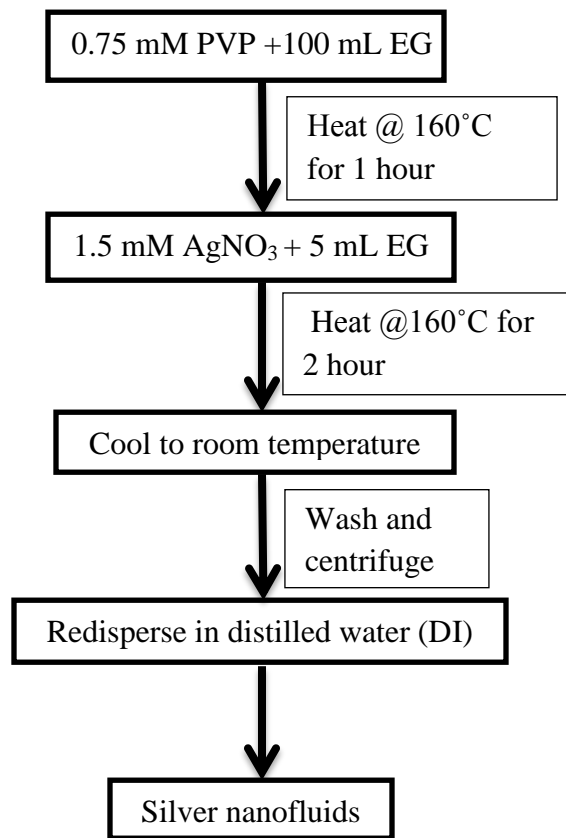 0.75 mM PVP +100 mL EG
Heat @ 160˚C
for 1 hour
1.5 mM AgNO₃ + 5 mL EG
Heat @160˚C for
2 hour
Cool to room temperature
Wash and
centrifuge
Redisperse in distilled water (DI)
Silver nanofluids